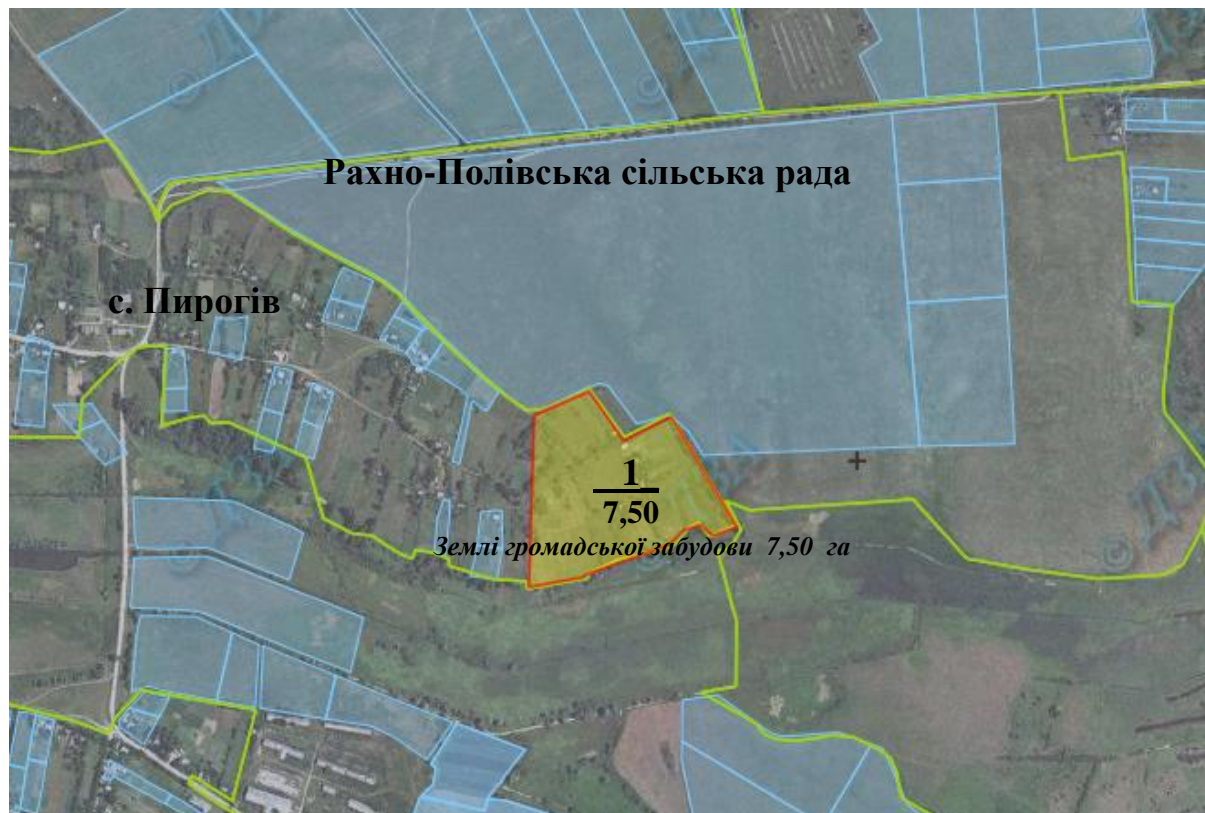 Рахно-Полівська сільська рада
с. Пирогів
1
7,50
Землі громадської забудови 7,50 га